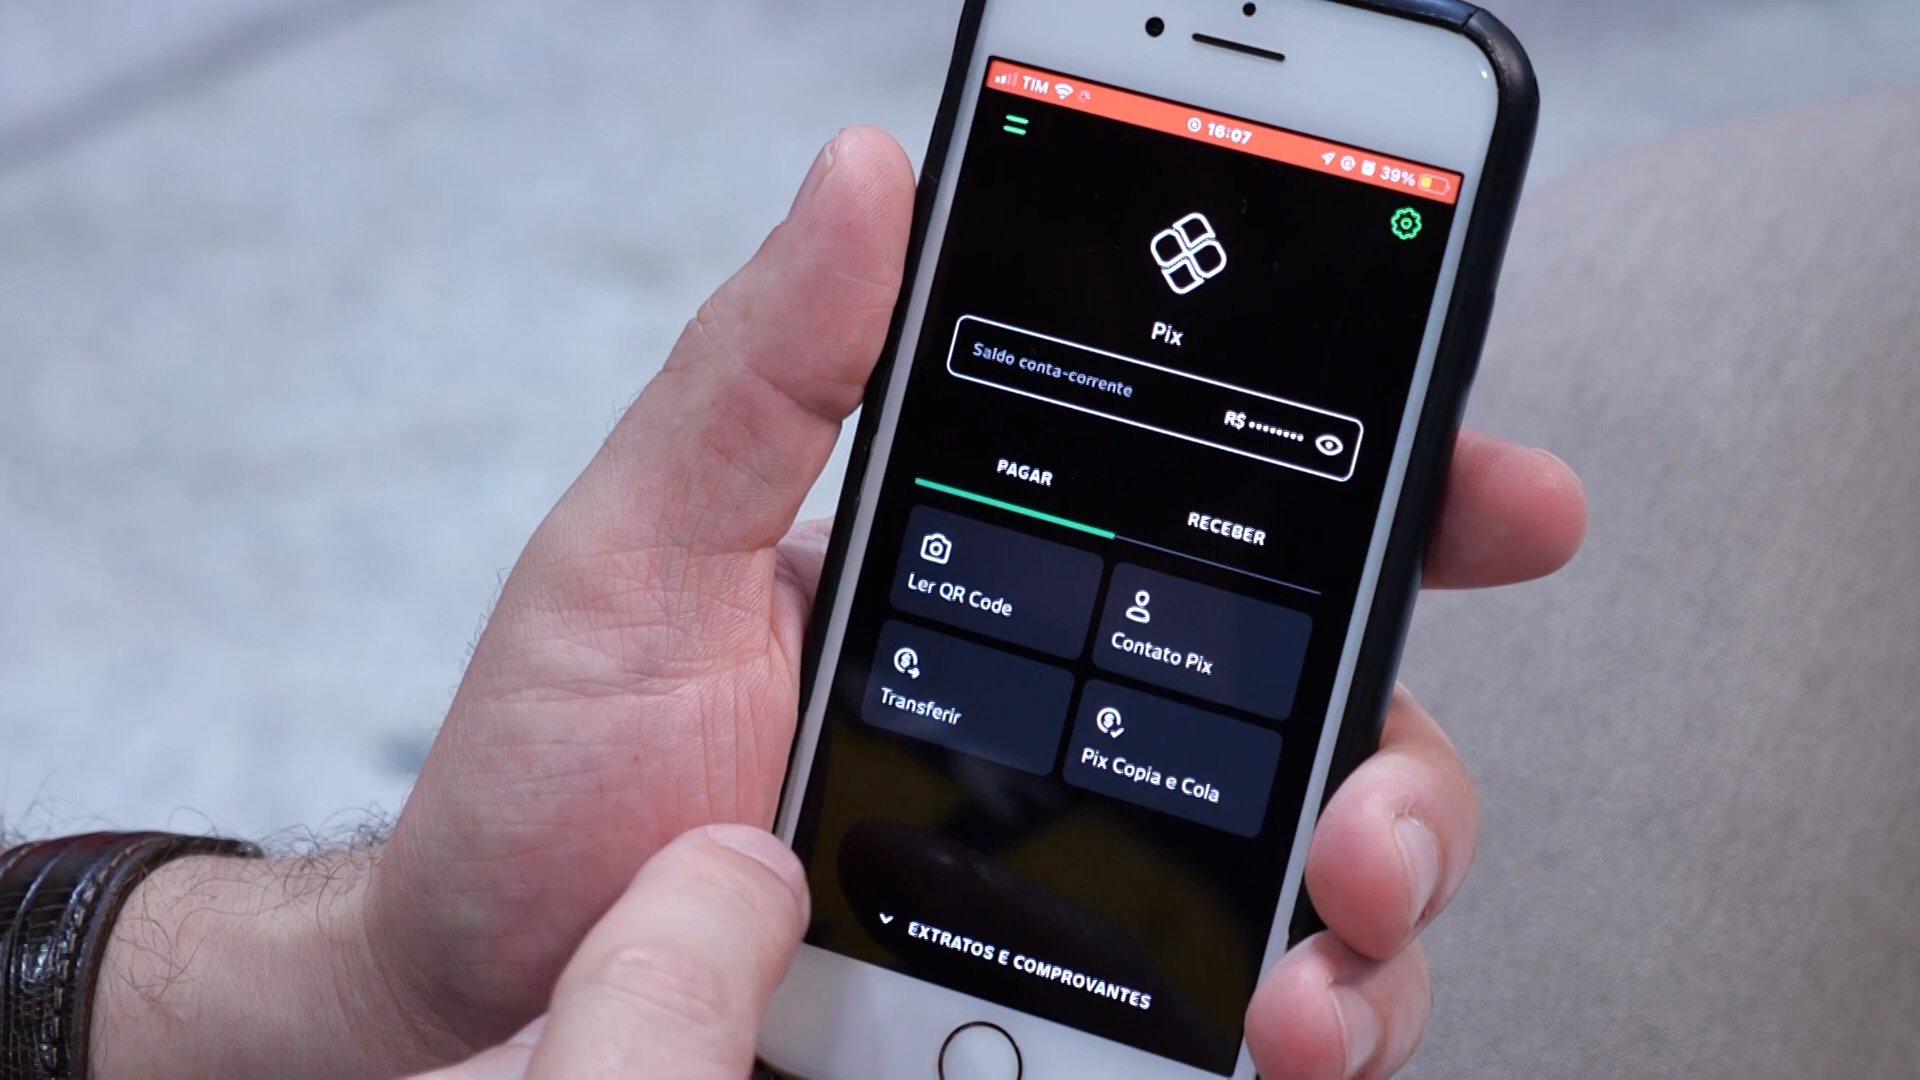 TIM
16:07
39%
Pix
Saldo conta-corrente
R$ ••••••••
PAGAR
RECEBER
Ler QR Code
Contato Pix
Transferir
Pix Copia e Cola
EXTRATOS E COMPROVANTES